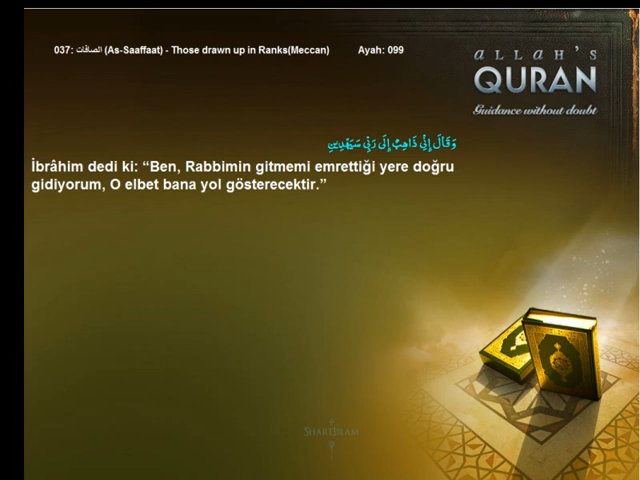 037: الصافات (As-Saaffaat) - Those drawn up in Ranks(Meccan) Ayah: 099
ALLAH'S
QURAN
Guidance without doubt
وَقَالَ إِنِّي ذَاهِبٌ إِلَى رَبِّي سَيَهْدِينِ
İbrâhim dedi ki: “Ben, Rabbimin gitmemi emrettiği yere doğru
gidiyorum, O elbet bana yol gösterecektir.”
SHAREISLAM